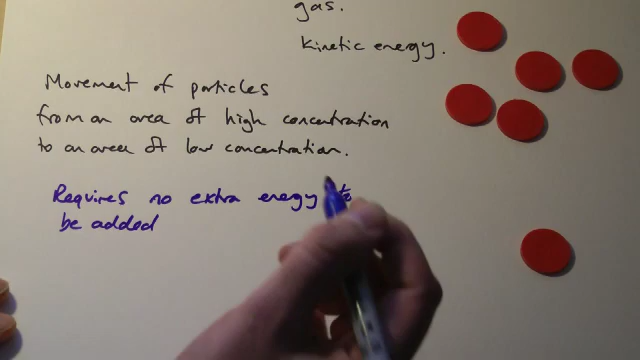 gas.
Kinetic energy.
Movement of particles
from an area of high concentration
to an area of low concentration.
Requires no extra energy to
be added